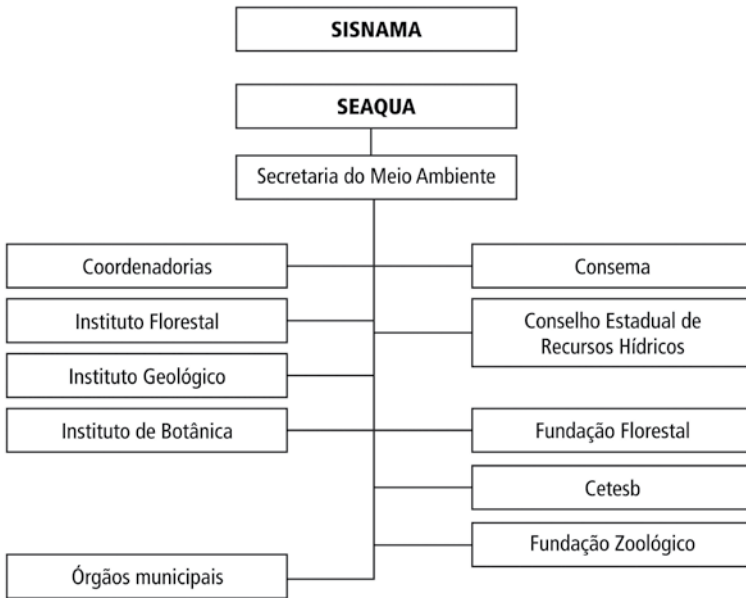 SISNAMA
SEAQUA
Secretaria do Meio Ambiente
Coordenadorias
Consema
Instituto Florestal
Conselho Estadual de
Recursos Hídricos
Instituto Geológico
Instituto de Botânica
Fundação Florestal
Cetesb
Fundação Zoológico
Órgãos municipais